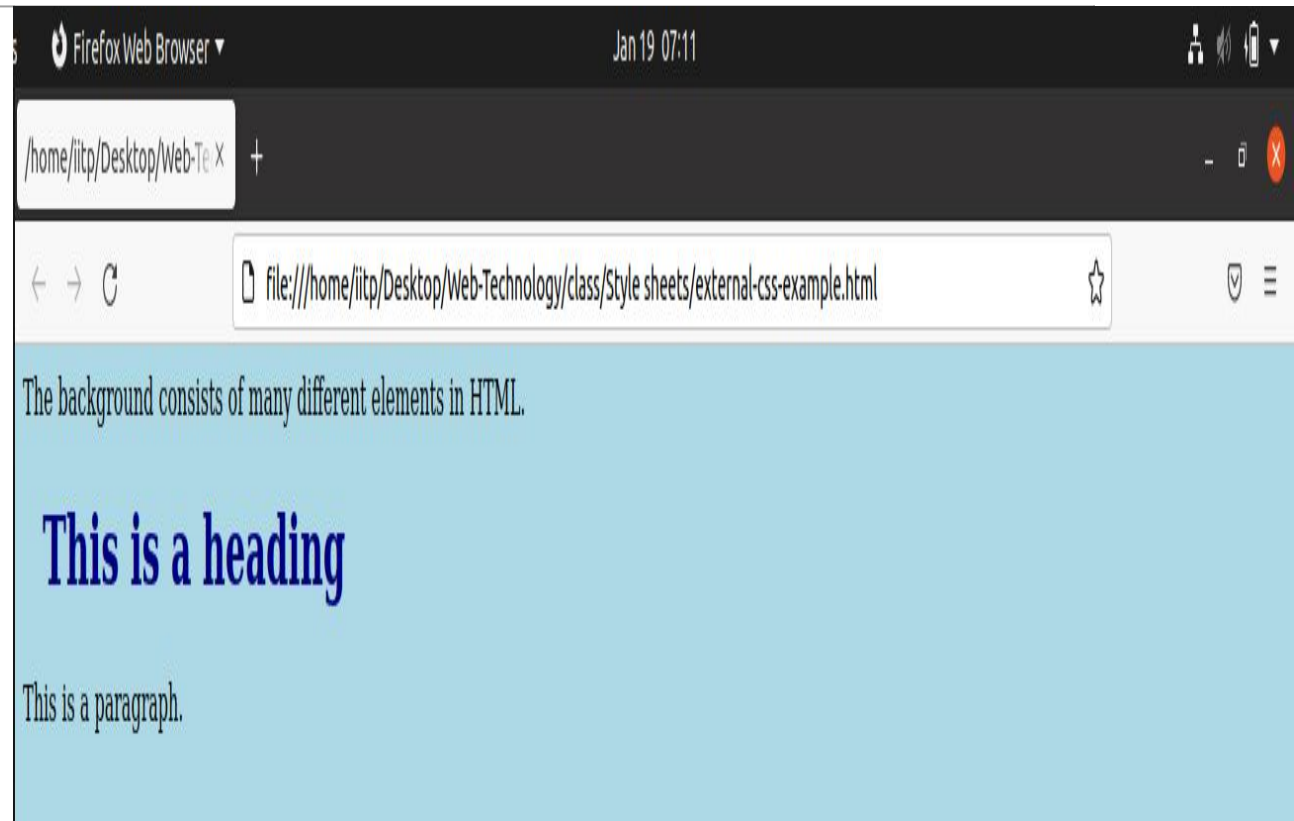 s Firefox Web Browser Jan 19 07:11
/home/iitp/Desktop/Web-Te
file:///home/iitp/Desktop/Web-Technology/class/Style sheets/external-css-example.html
The background consists of many different elements in HTML.
This is a heading
This is a paragraph.